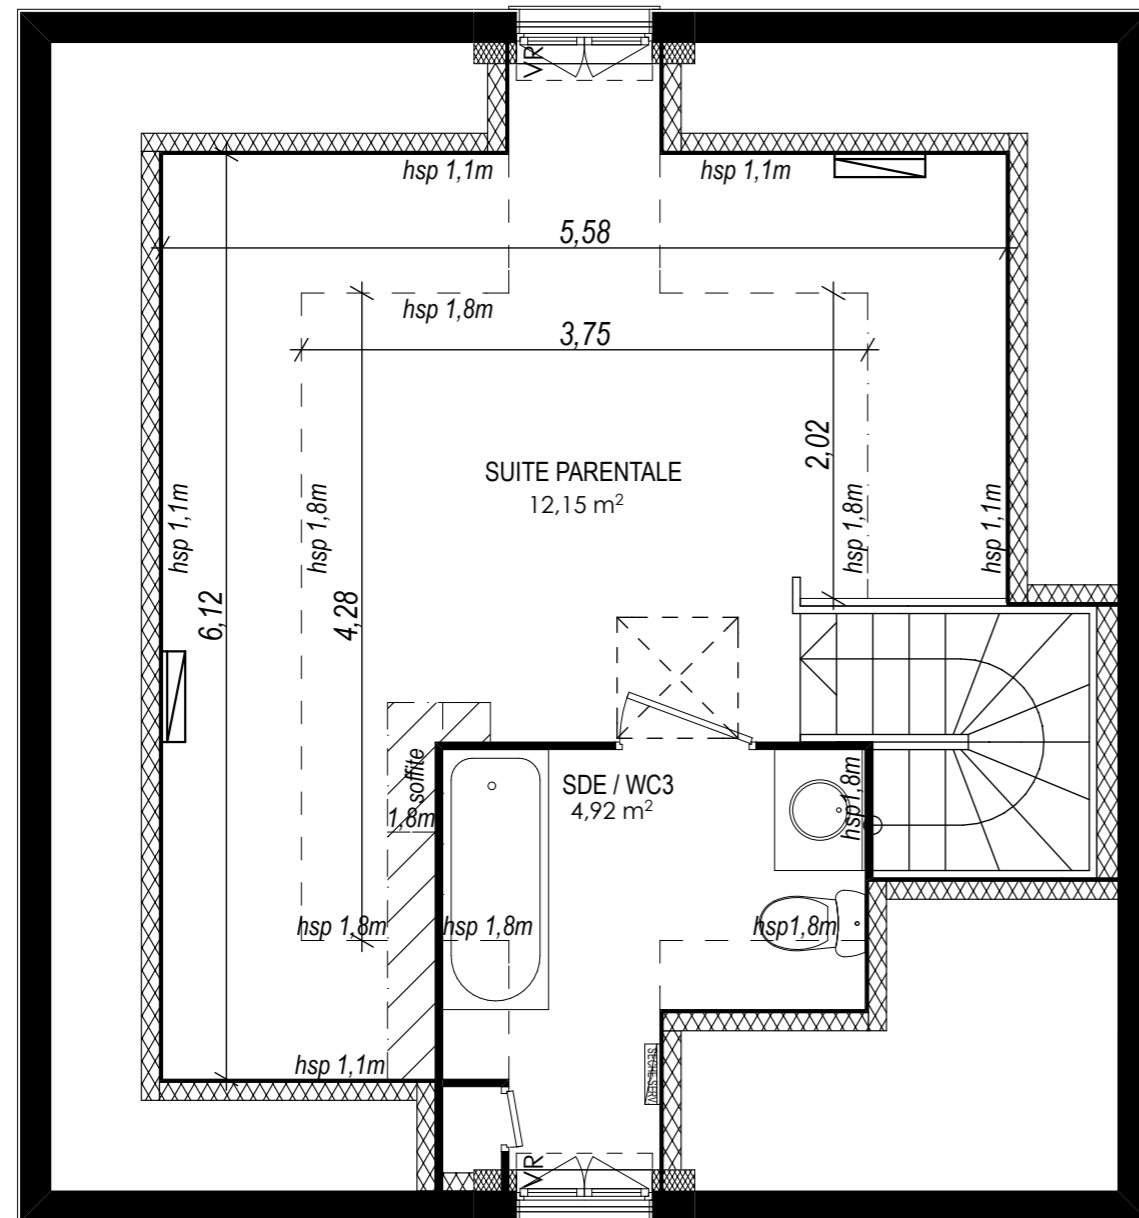 VR
hsp 1,1m
hsp 1,1m
5,58
hsp 1,8m
3,75
2,02
SUITE PARENTALE
12,15 m²
hsp 1,1m
hsp 1,8m
hsp 1,8m
hsp 1,1m
6,12
4,28
soffite
1,8m
SDE / WC3
4,92 m²
hsp1,8m
hsp 1,8m
hsp 1,8m
hsp1,8m
hsp 1,1m
SECHE-SERV
VR